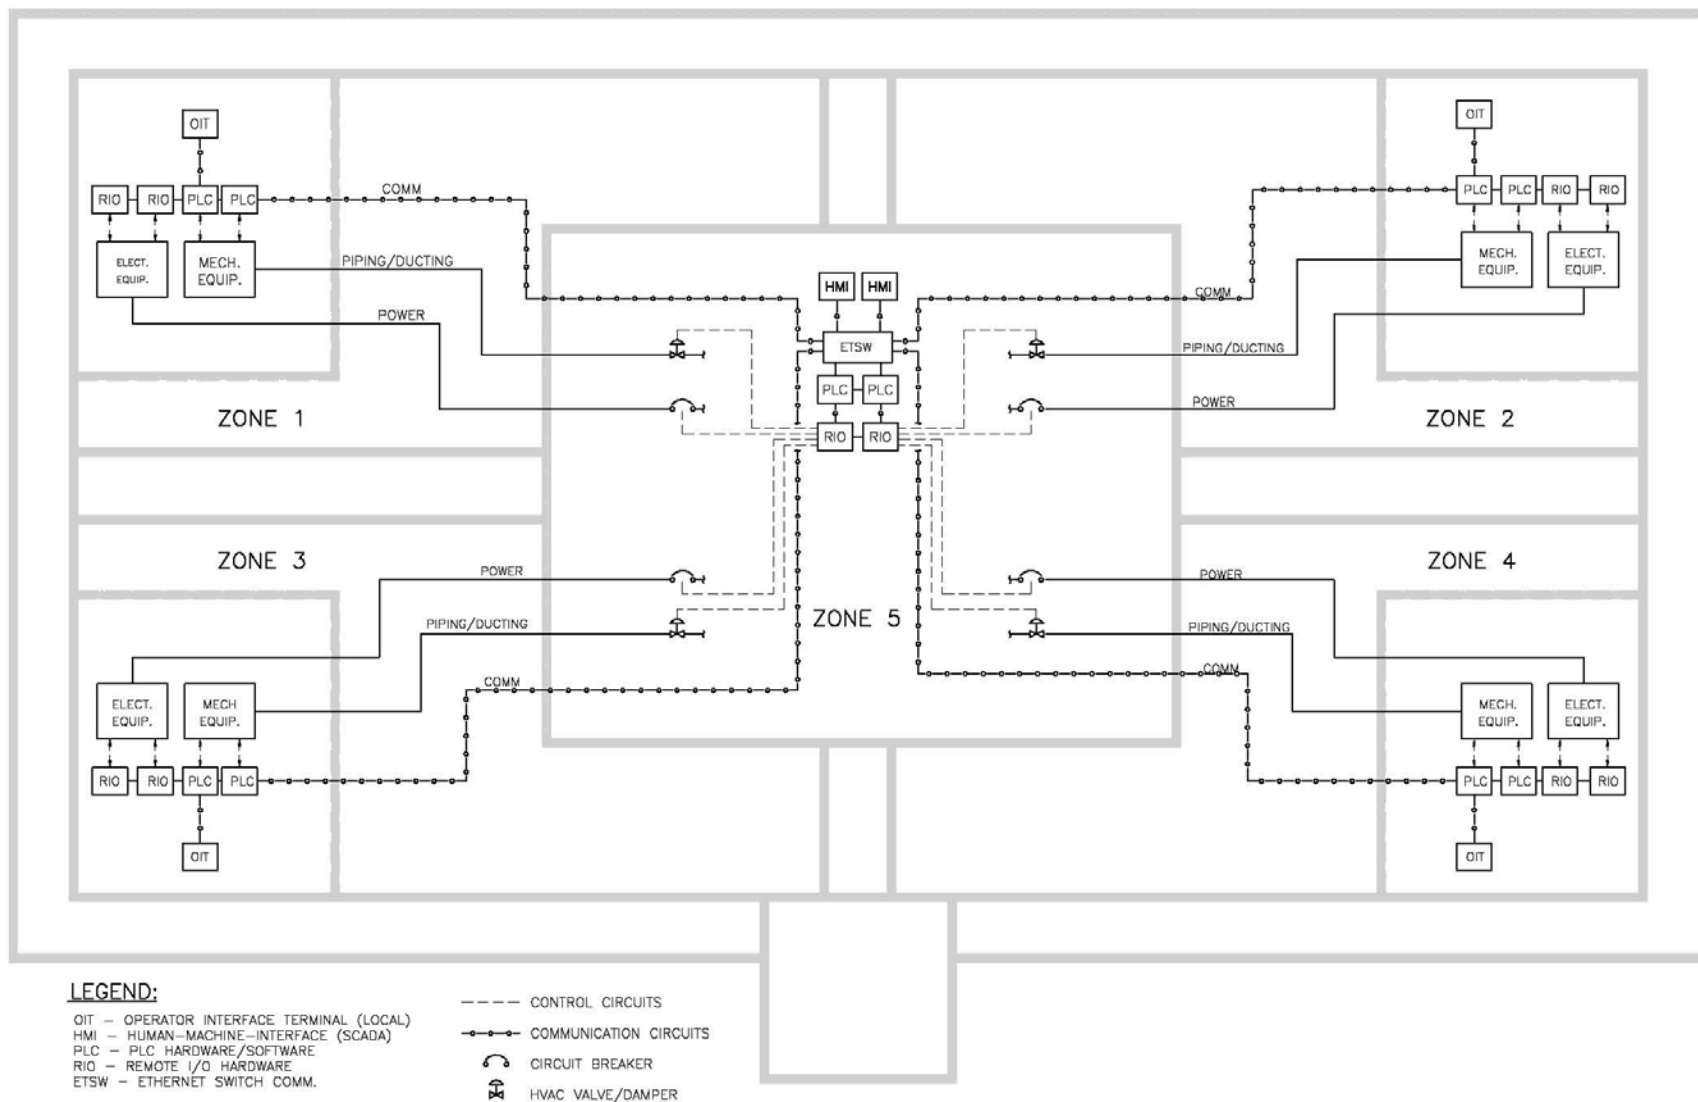 OIT
OIT
RIO RIO PLC PLC
COMM
PLC PLC RIO RIO
ELECT.
EQUIP.
MECH.
EQUIP.
PIPING/DUCTING
MECH.
EQUIP.
ELECT.
EQUIP.
HMI HMI
COMM
POWER
ETSW
PIPING/DUCTING
PLC PLC
POWER
ZONE 1
ZONE 2
RIO RIO
ZONE 3
ZONE 4
POWER
POWER
ZONE 5
PIPING/DUCTING
PIPING/DUCTING
COMM
COMM
ELECT.
EQUIP.
MECH
EQUIP.
MECH.
EQUIP.
ELECT.
EQUIP.
RIO RIO PLC PLC
PLC PLC RIO RIO
OIT
OIT
LEGEND:
OIT – OPERATOR INTERFACE TERMINAL (LOCAL)
HMI – HUMAN–MACHINE–INTERFACE (SCADA)
PLC – PLC HARDWARE/SOFTWARE
RIO – REMOTE I/O HARDWARE
ETSW – ETHERNET SWITCH COMM.
CONTROL CIRCUITS
COMMUNICATION CIRCUITS
CIRCUIT BREAKER
HVAC VALVE/DAMPER